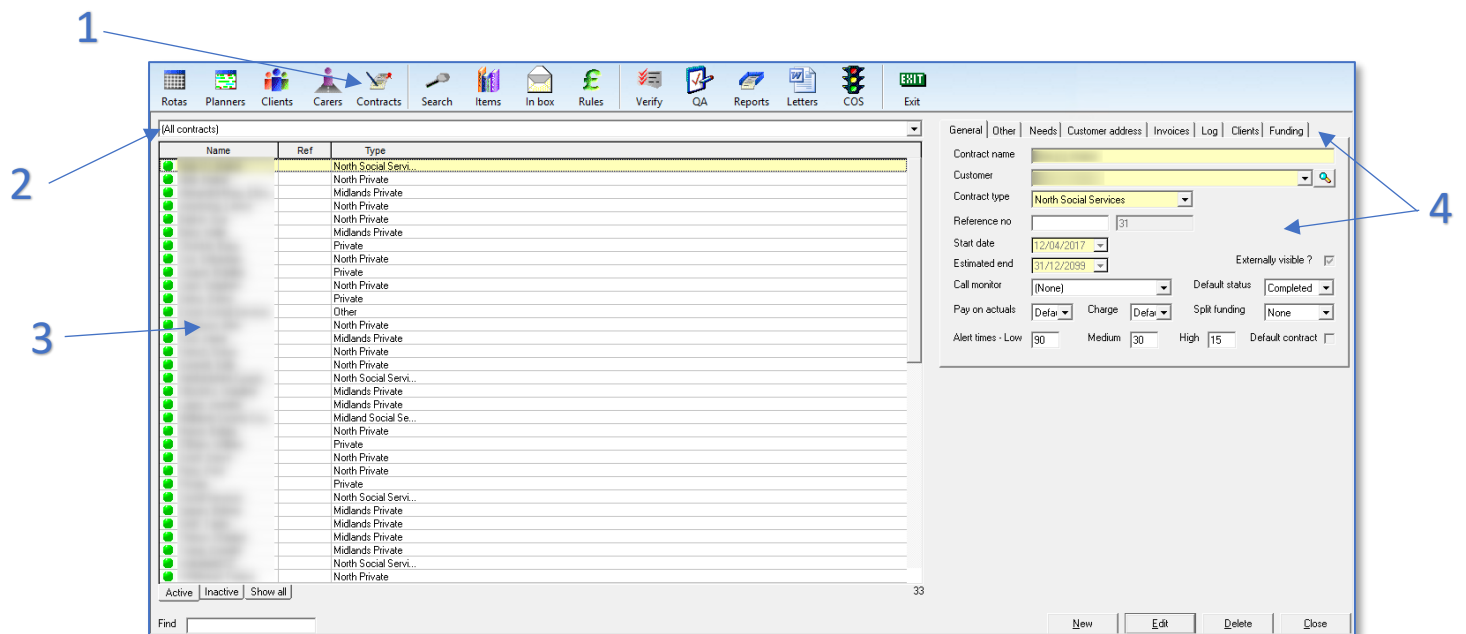 1
Rotas Planners Clients Carers Contracts Search Items In box Rules Verify QA Reports Letters COS EXIT Exit
(All contracts)
General Other Needs Customer address Invoices Log Clients Funding
2
Name Ref Type
North Social Servi...
North Private
Midlands Private
North Private
North Private
Midlands Private
Private
North Private
Private
North Private
Private
Other
North Private
Midlands Private
North Private
North Private
North Social Servi...
Midlands Private
Midlands Private
Midland Social Se...
North Private
Private
North Private
North Private
Private
North Social Servi...
Midlands Private
Midlands Private
Midlands Private
Midlands Private
North Social Servi...
North Private
3
Active Inactive Show all
33
Find
Contract name
Customer
Contract type North Social Services
Reference no 31
Start date 12/04/2017
Estimated end 31/12/2099 Externally visible ?
Call monitor (None) Default status Completed
Pay on actuals Defau Charge Defau Split funding None
Alert times - Low 90 Medium 30 High 15 Default contract
4
New Edit Delete Close